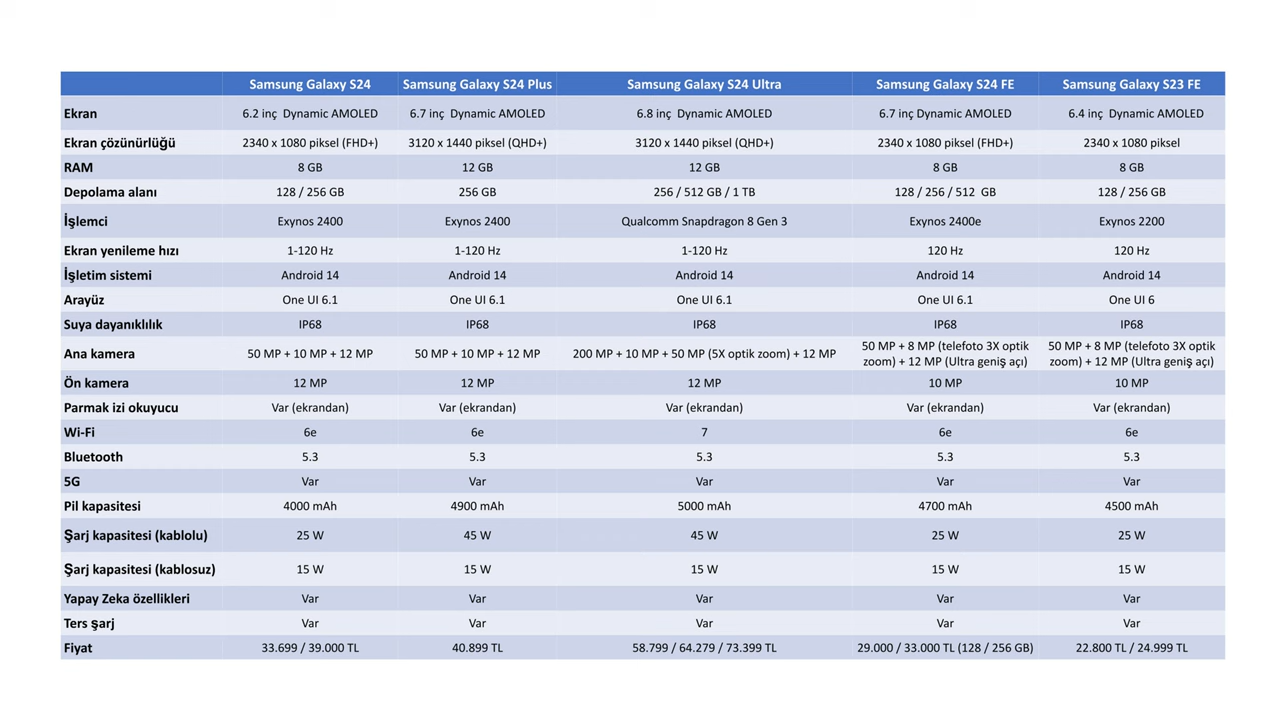 Samsung Galaxy S24 Samsung Galaxy S24 Plus Samsung Galaxy S24 Ultra Samsung Galaxy S24 FE Samsung Galaxy S23 FE
Ekran 6.2 inç  Dynamic AMOLED 6.7 inç  Dynamic AMOLED 6.8 inç  Dynamic AMOLED 6.7 inç Dynamic AMOLED 6.4 inç  Dynamic AMOLED
Ekran çözünürlüğü 2340 x 1080 piksel (FHD+) 3120 x 1440 piksel (QHD+) 3120 x 1440 piksel (QHD+) 2340 x 1080 piksel (FHD+) 2340 x 1080 piksel
RAM 8 GB 12 GB 12 GB 8 GB 8 GB
Depolama alanı 128 / 256 GB 256 GB 256 / 512 GB / 1 TB 128 / 256 / 512  GB 128 / 256 GB
İşlemci Exynos 2400 Exynos 2400 Qualcomm Snapdragon 8 Gen 3 Exynos 2400e Exynos 2200
Ekran yenileme hızı 1-120 Hz 1-120 Hz 1-120 Hz 120 Hz 120 Hz
İşletim sistemi Android 14 Android 14 Android 14 Android 14 Android 14
Arayüz One UI 6.1 One UI 6.1 One UI 6.1 One UI 6.1 One UI 6
Suya dayanıklılık IP68 IP68 IP68 IP68 IP68
Ana kamera 50 MP + 10 MP + 12 MP 50 MP + 10 MP + 12 MP 200 MP + 10 MP + 50 MP (5X optik zoom) + 12 MP 50 MP + 8 MP (telefoto 3X optik 50 MP + 8 MP (telefoto 3X optik
zoom) + 12 MP (Ultra geniş açı) zoom) + 12 MP (Ultra geniş açı)
Ön kamera 12 MP 12 MP 12 MP 10 MP 10 MP
Parmak izi okuyucu Var (ekrandan) Var (ekrandan) Var (ekrandan) Var (ekrandan) Var (ekrandan)
Wi-Fi 6e 6e 7 6e 6e
Bluetooth 5.3 5.3 5.3 5.3 5.3
5G Var Var Var Var Var
Pil kapasitesi 4000 mAh 4900 mAh 5000 mAh 4700 mAh 4500 mAh
Şarj kapasitesi (kablolu) 25 W 45 W 45 W 25 W 25 W
Şarj kapasitesi (kablosuz) 15 W 15 W 15 W 15 W 15 W
Yapay Zeka özellikleri Var Var Var Var Var
Ters şarj Var Var Var Var Var
Fiyat 33.699 / 39.000 TL 40.899 TL 58.799 / 64.279 / 73.399 TL 29.000 / 33.000 TL (128 / 256 GB) 22.800 TL / 24.999 TL